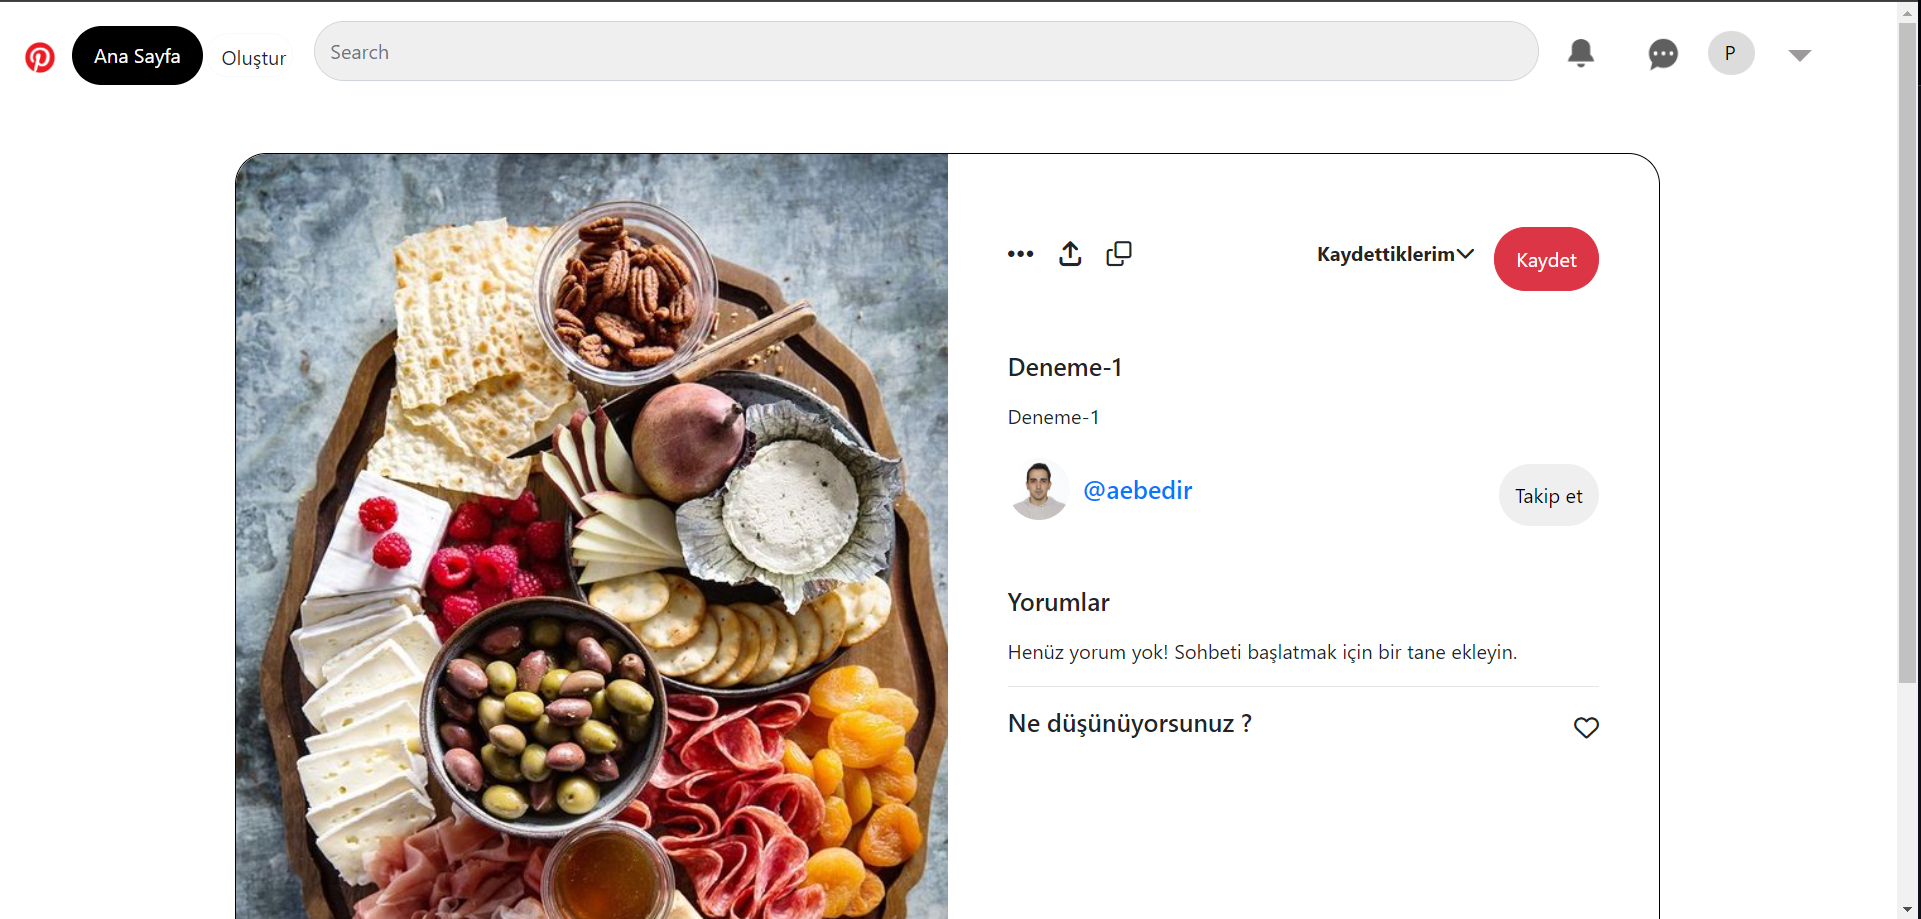 Ana Sayfa
Oluştur
Search
P
Kaydettiklerim
Kaydet
Deneme-1
Deneme-1
@aebedir
Takip et
Yorumlar
Henüz yorum yok! Sohbeti başlatmak için bir tane ekleyin.
Ne düşünüyorsunuz ?